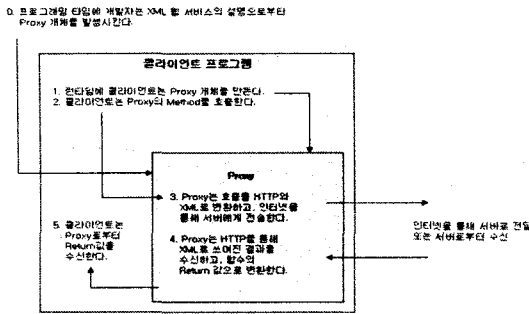 0. 프로그래밍 타임에 개발자는 XML 웹 서비스의 설명으로부터
Proxy 개체를 발생시킨다.
클라이언트 프로그램
1. 런타임에 클라이언트는 Proxy 개체를 만든다.
2. 클라이언트는 Proxy의 Method를 호출한다.
Proxy
3. Proxy는 호출를 HTTP와
XML로 변환하고, 인터넷을
통해 서버에게 전송한다.
4. Proxy는 HTTP를 통해
XML로 쓰여진 결과를
수신하고, 함수의
Return 값으로 변환한다.
5. 클라이언트는
Proxy로부터
Return값을
수신한다.
인터넷을 통해 서버로 전달
또는 서버로부터 수신